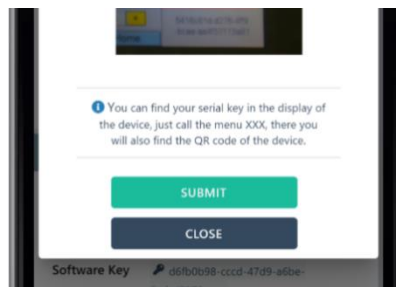 Home
You can find your serial key in the display of
the device, just call the menu XXX, there you
will also find the QR code of the device.
SUBMIT
CLOSE
Software Key d6fb0b98-cccd-47d9-a6be-